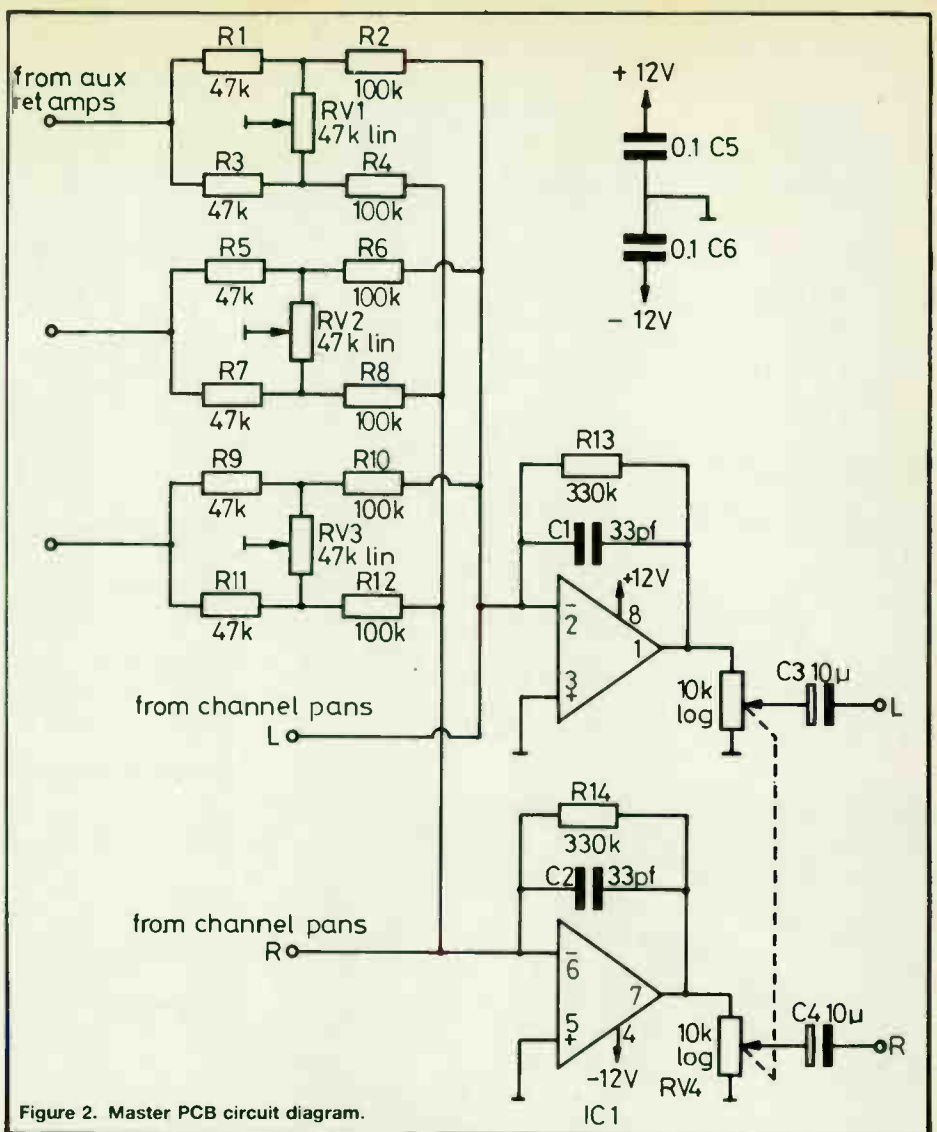 R1
R2
from aux
ret amps
47k
100k
RV1
47k lin
R3
R4
47k
100k
R5
R6
47k
100k
RV2
47k lin
R7
R8
47k
100k
R9
R10
47k
100k
RV3
47k lin
R11
R12
47k
100k
+ 12V
0.1 C5
0.1 C6
- 12V
R13
330k
C1 33pf
+12V
- 2
8
1
3 +
10k
log
C3 10µ
L
from channel pans
L
R14
330k
C2 33pf
from channel pans
R
- 6
7
5 +
4
-12V
10k
log
RV4
C4 10µ
R
IC1
Figure 2. Master PCB circuit diagram.